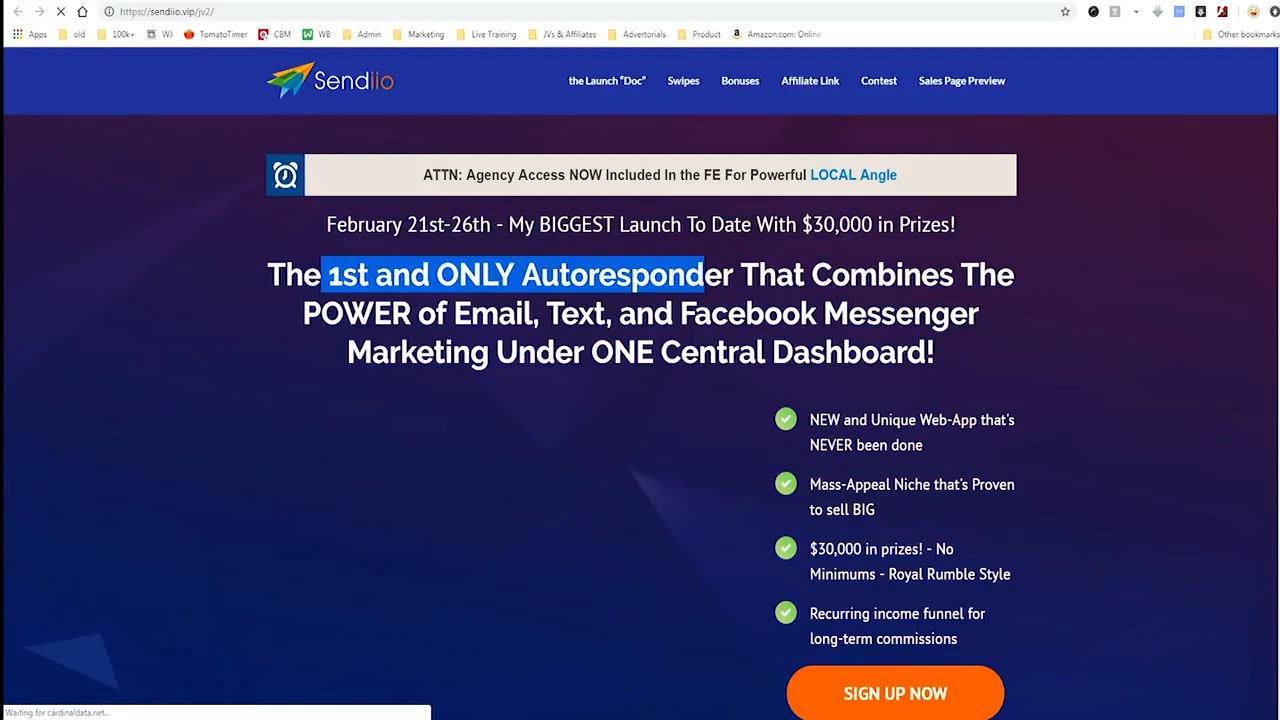 https://sendiio.vip/jv2/
Apps old 100k+ WJ TomatoTimer CBM WB Admin Marketing Live Training JVs & Affiliates Advertorials Product Amazon.com: Online Other bookmarks
Sendiio
the Launch "Doc" Swipes Bonuses Affiliate Link Contest Sales Page Preview
ATTN: Agency Access NOW Included In the FE For Powerful LOCAL Angle
February 21st-26th - My BIGGEST Launch To Date With $30,000 in Prizes!
The 1st and ONLY Autoresponder That Combines The
POWER of Email, Text, and Facebook Messenger
Marketing Under ONE Central Dashboard!
NEW and Unique Web-App that's
NEVER been done
Mass-Appeal Niche that's Proven
to sell BIG
$30,000 in prizes! - No
Minimums - Royal Rumble Style
Recurring income funnel for
long-term commissions
SIGN UP NOW
Waiting for cardinaldata.net...